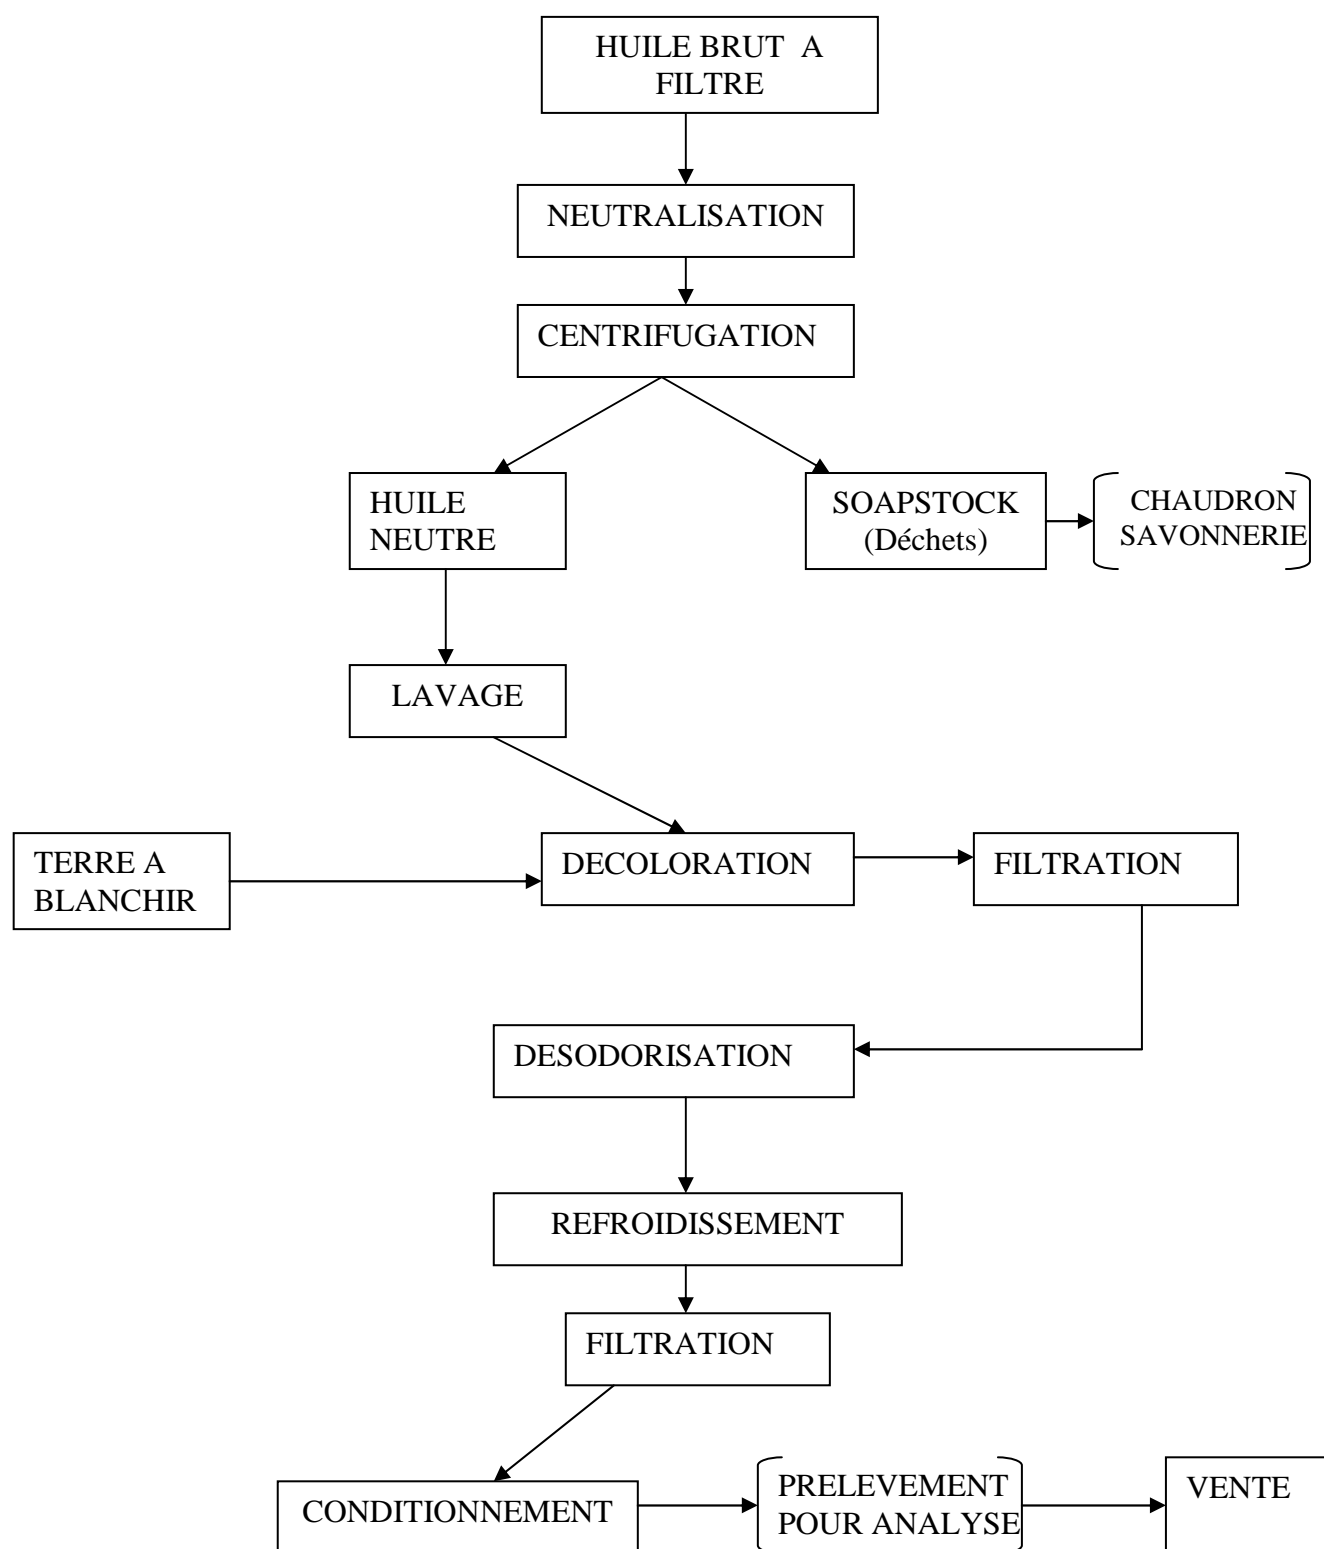 HUILE BRUT A
FILTRE
NEUTRALISATION
CENTRIFUGATION
HUILE
NEUTRE
SOAPSTOCK
(Déchets)
CHAUDRON
SAVONNERIE
LAVAGE
TERRE A
BLANCHIR
DECOLORATION
FILTRATION
DESODORISATION
REFROIDISSEMENT
FILTRATION
CONDITIONNEMENT
PRELEVEMENT
POUR ANALYSE
VENTE